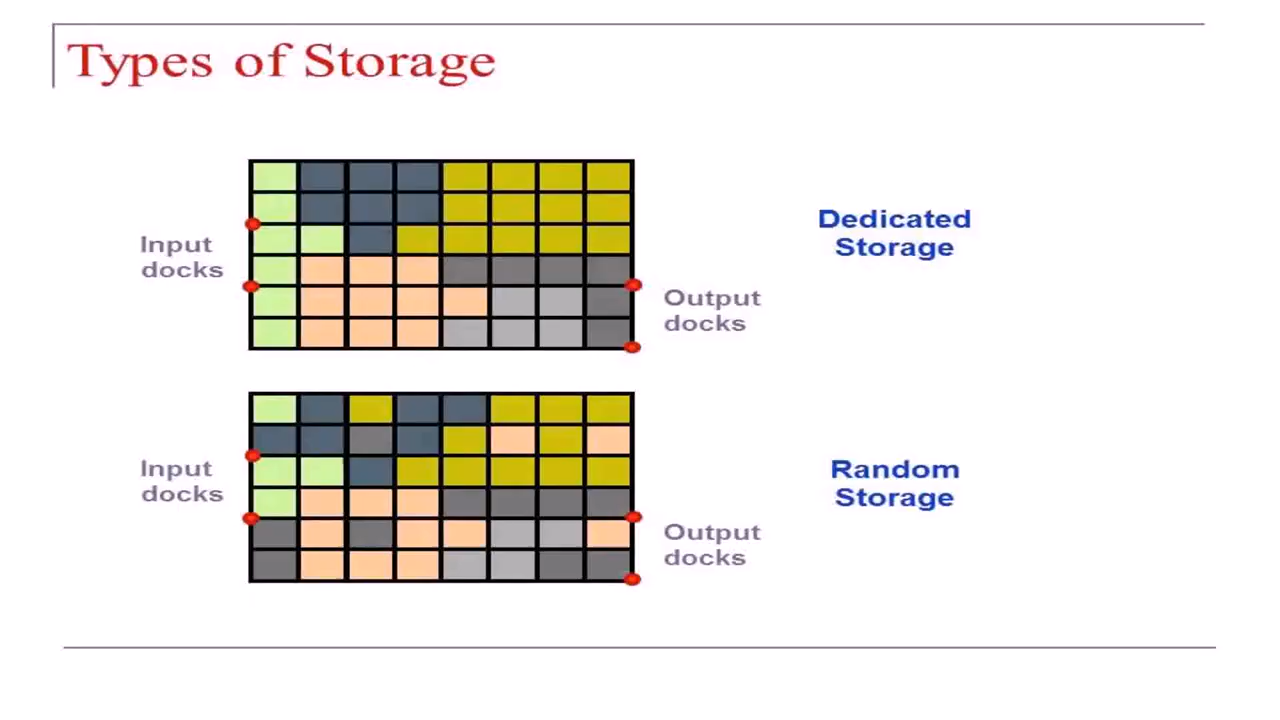 Types of Storage
Input
docks
Dedicated
Storage
Output
docks
Input
docks
Random
Storage
Output
docks